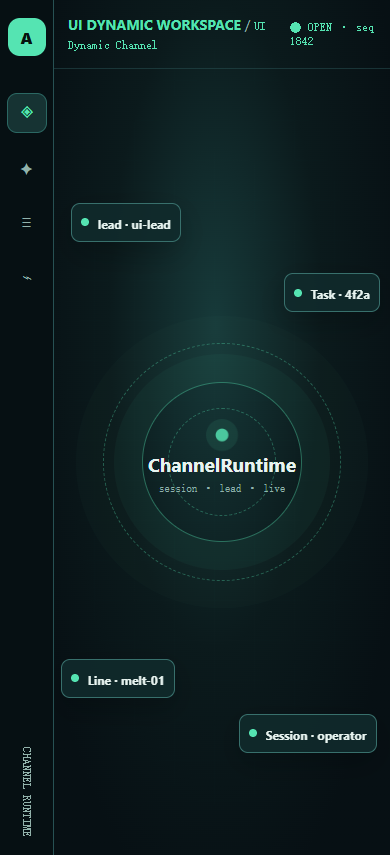 A
UI DYNAMIC WORKSPACE / UI
Dynamic Channel
OPEN · seq
1842
lead · ui-lead
Task · 4f2a
ChannelRuntime
session · lead · live
Line · melt-01
Session · operator
CHANNEL RUNTIME